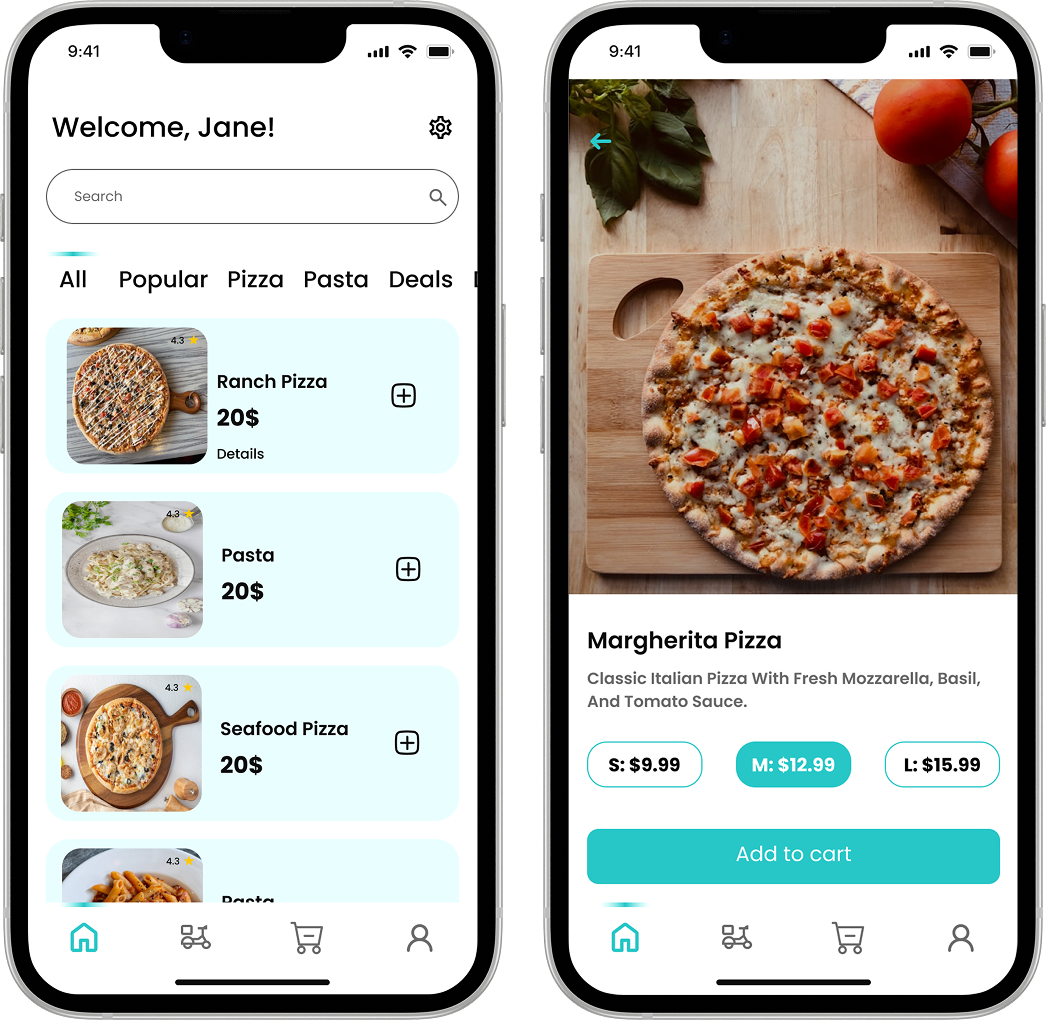 9:41
Welcome, Jane!
Search
All Popular Pizza Pasta Deals
4.3
Ranch Pizza
20$
Details
4.3
Pasta
20$
4.3
Seafood Pizza
20$
4.3
Pasta
9:41
Margherita Pizza
Classic Italian Pizza With Fresh Mozzarella, Basil,
And Tomato Sauce.
S: $9.99 M: $12.99 L: $15.99
Add to cart